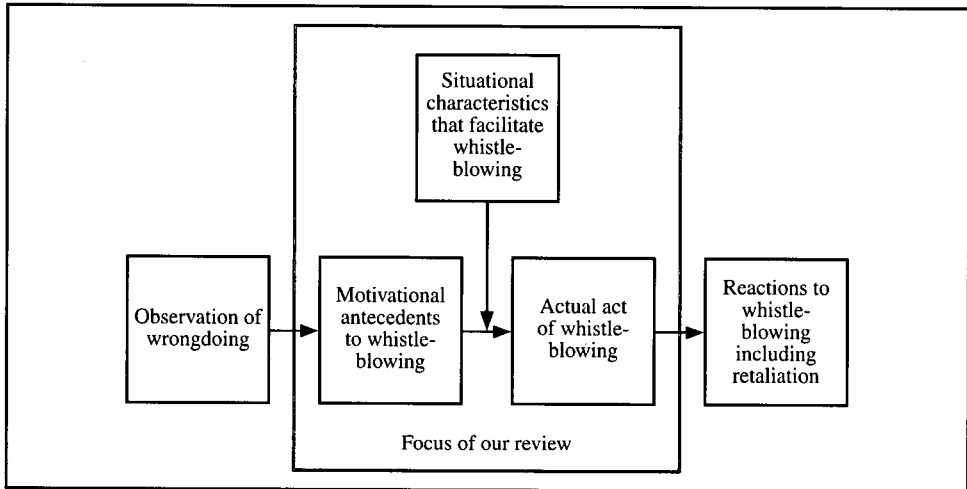 Situational
characteristics
that facilitate
whistle-
blowing
Observation of
wrongdoing
Motivational
antecedents
to whistle-
blowing
Actual act
of whistle-
blowing
Reactions to
whistle-
blowing
including
retaliation
Focus of our review